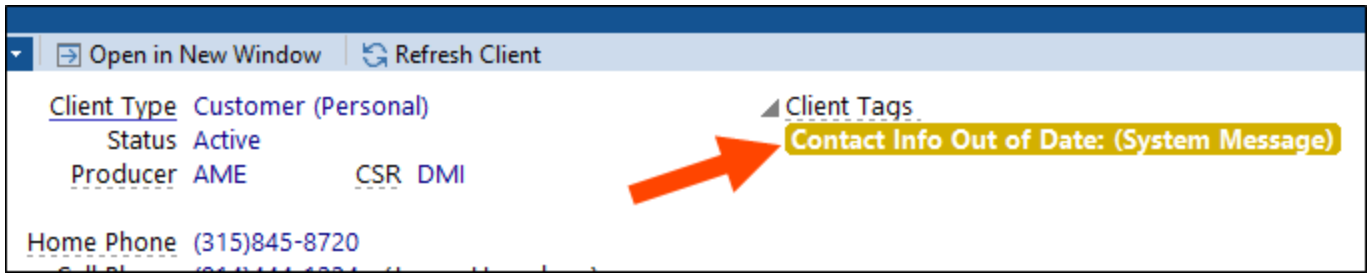 Open in New Window Refresh Client
Client Type Customer (Personal) Client Tags
Status Active Contact Info Out of Date: (System Message)
Producer AME CSR DMI
Home Phone (315)845-8720